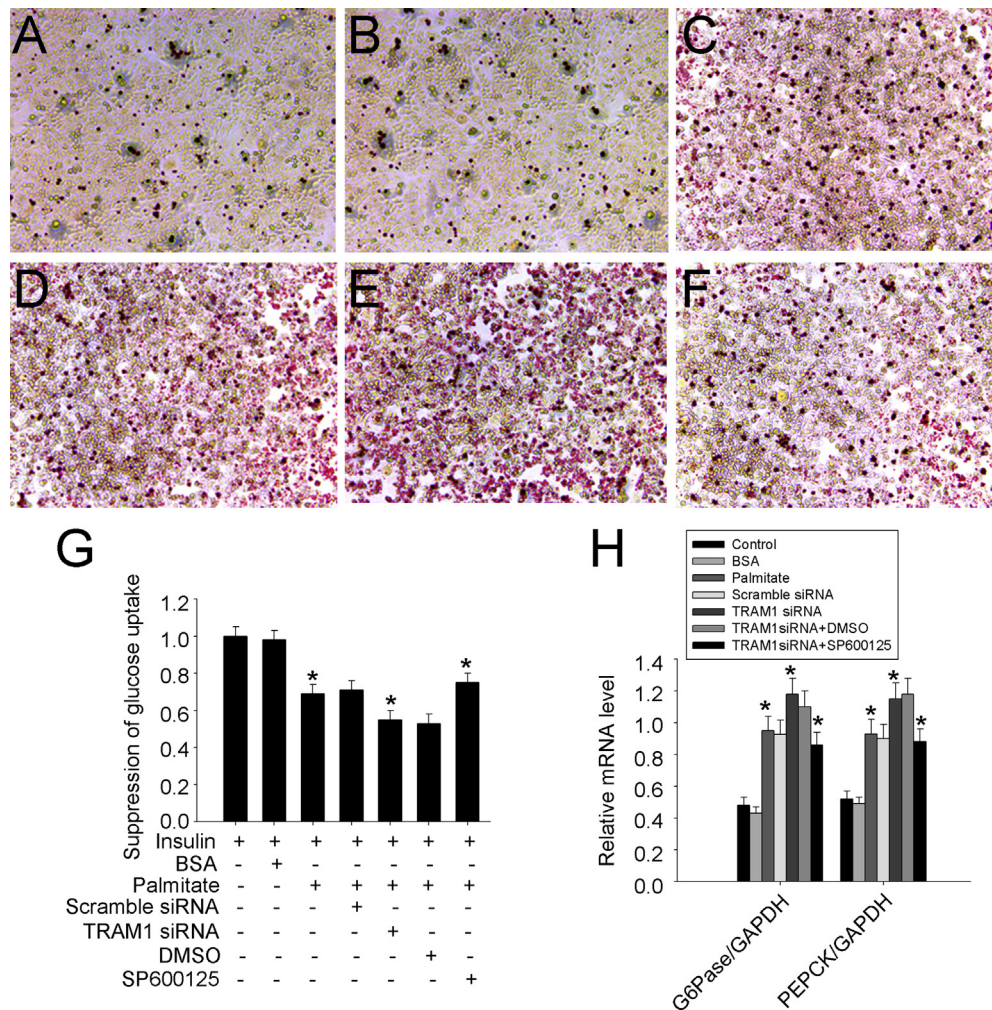 A B C
D E F
G
Suppression of glucose uptake
1.2
1.0
0.8
0.6
0.4
0.2
0.0
* * *
Insulin + + + + + + +
BSA - + - - - - -
Palmitate - - + + + + +
Scramble siRNA - - - + - - -
TRAM1 siRNA - - - - + - -
DMSO - - - - - + -
SP600125 - - - - - - +
H
Control
BSA
Palmitate
Scramble siRNA
TRAM1 siRNA
TRAM1siRNA+DMSO
TRAM1siRNA+SP600125
Relative mRNA level
1.4
1.2
1.0
0.8
0.6
0.4
0.2
0.0
* * * * * *
G6Pase/GAPDH
PEPCK/GAPDH